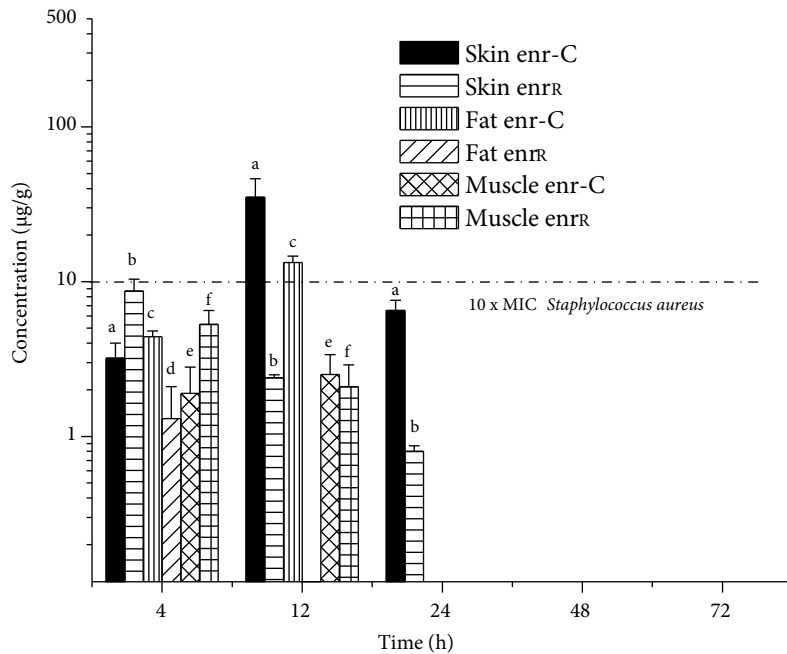 500
Skin enr-C
Skin enrR
100
Fat enr-C
a
Fat enrR
Muscle enr-C
Muscle enrR
Concentration (µg/g)
c
b
10
a
f
10 x MIC Staphylococcus aureus
c
a
d
e
b
e
f
b
1
4
12
24
48
72
Time (h)